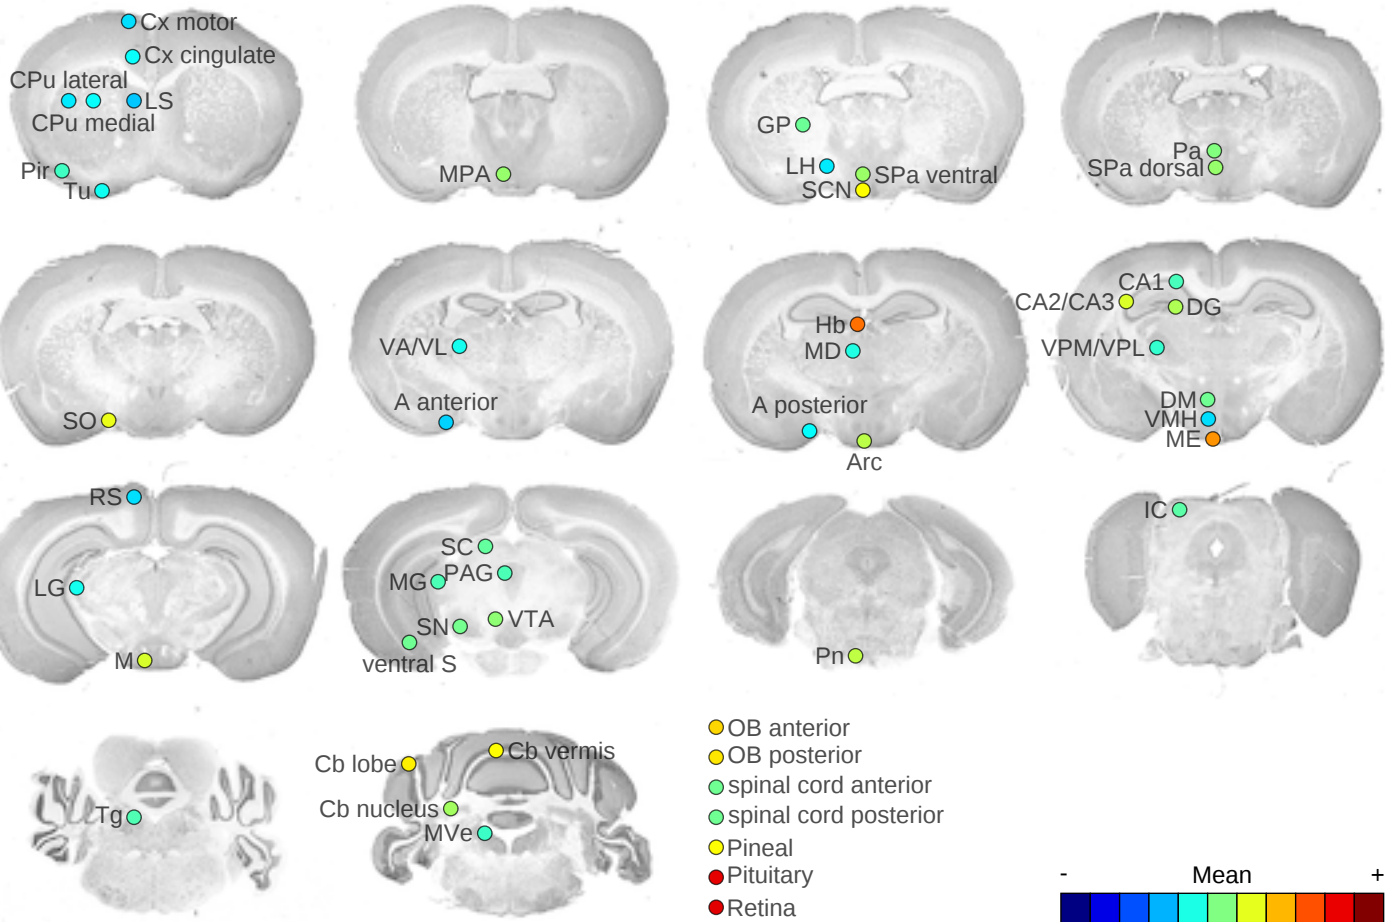 Cx motor
Cx cingulate
CPu lateral
LS
CPu medial
Pir
Tu
MPA
GP
LH
SPa ventral
SCN
Pa
SPa dorsal
SO
VA/VL
A anterior
Hb
MD
A posterior
Arc
CA1
CA2/CA3
DG
VPM/VPL
DM
VMH
ME
RS
LG
M
SC
MG
PAG
SN
VTA
ventral S
Pn
IC
Tg
Cb lobe
Cb vermis
Cb nucleus
MVe
OB anterior
OB posterior
spinal cord anterior
spinal cord posterior
Pineal
Pituitary
Retina
- Mean +